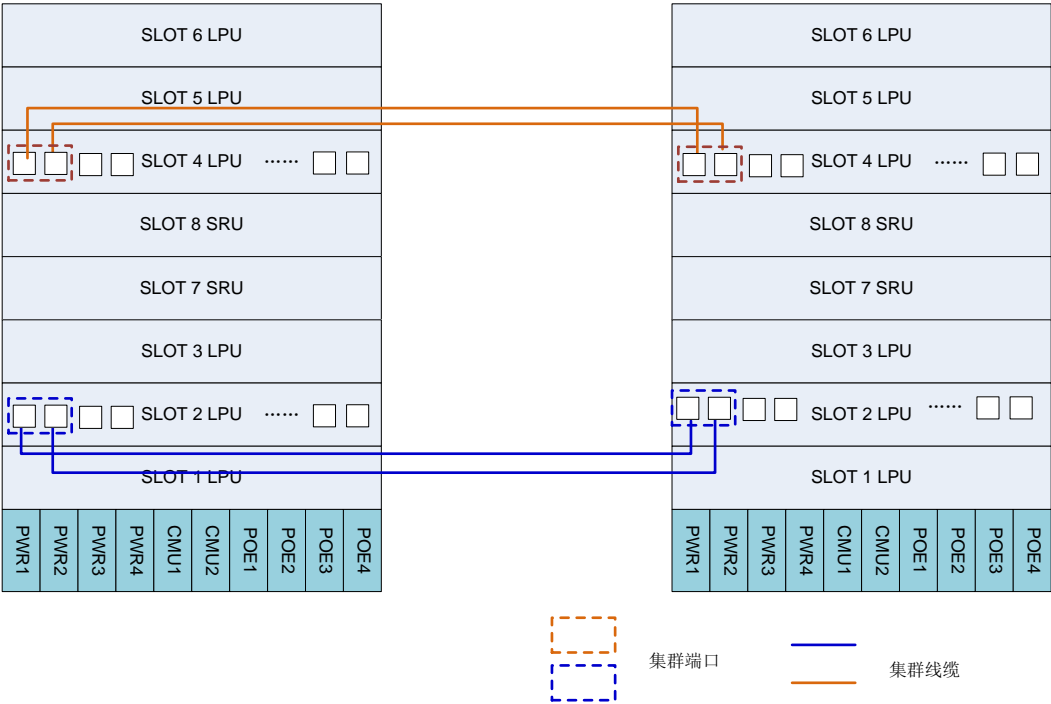 SLOT 6 LPU
SLOT 5 LPU
SLOT 4 LPU ……
SLOT 8 SRU
SLOT 7 SRU
SLOT 3 LPU
SLOT 2 LPU ……
SLOT 1 LPU
PWR1 PWR2 PWR3 PWR4 CMU1 CMU2 POE1 POE2 POE3 POE4
SLOT 6 LPU
SLOT 5 LPU
SLOT 4 LPU ……
SLOT 8 SRU
SLOT 7 SRU
SLOT 3 LPU
SLOT 2 LPU ……
SLOT 1 LPU
PWR1 PWR2 PWR3 PWR4 CMU1 CMU2 POE1 POE2 POE3 POE4
集群端口
集群线缆